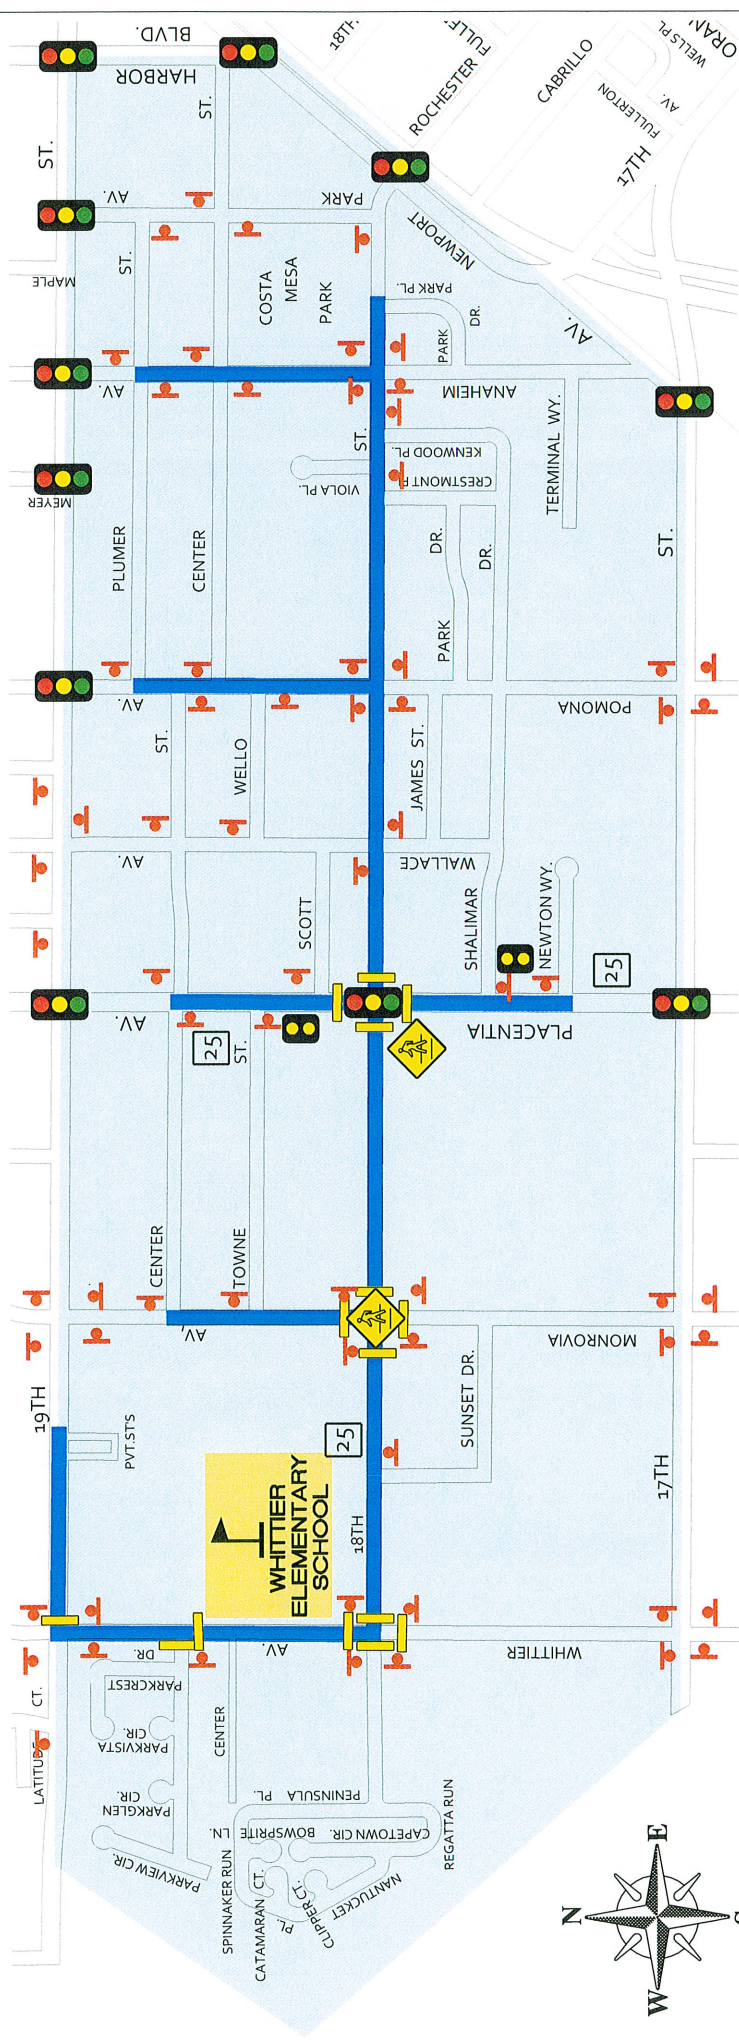 BLVD.
HARBOR
ST.
ST.
AV.
PARK
18TH
ROCHESTER
CABRILLO
WELLS PL.
FULLERTON
AV.
17TH
NEWPORT
AV.
MAPLE
ST.
COSTA
MESA
PARK
PARK PL.
PARK
DR.
AV.
ANAHEIM
MEYER
PLUMER
CENTER
VIOLA PL.
ST.
KENWOOD PL.
TERMINAL WY.
DR.
DR.
PARK
ST.
AV.
POMONA
ST.
WELLO
JAMES ST.
AV.
WALLACE
SCOTT
SHALIMAR
NEWTON WY.
25
AV.
PLACENTIA
25
ST.
CENTER
TOWNE
AV.
MONROVIA
19TH
PVT.ST'S
SUNSET DR.
25
18TH
17TH
WHITTIER
ELEMENTARY
SCHOOL
AV.
WHITTIER
CT.
LATITUDE
DR.
PARKCREST
CIR.
PARKVISTA
CIR.
PARKGLEN
PARKVIEW CIR.
CENTER
PENINSULA PL.
BOWSPRITE LN.
CAPETOWN CIR.
REGATTA RUN
SPINNAKER RUN
CATAMARAN CT.
CLIPPER CT.
NANTUCKET
PL.
N
E
W